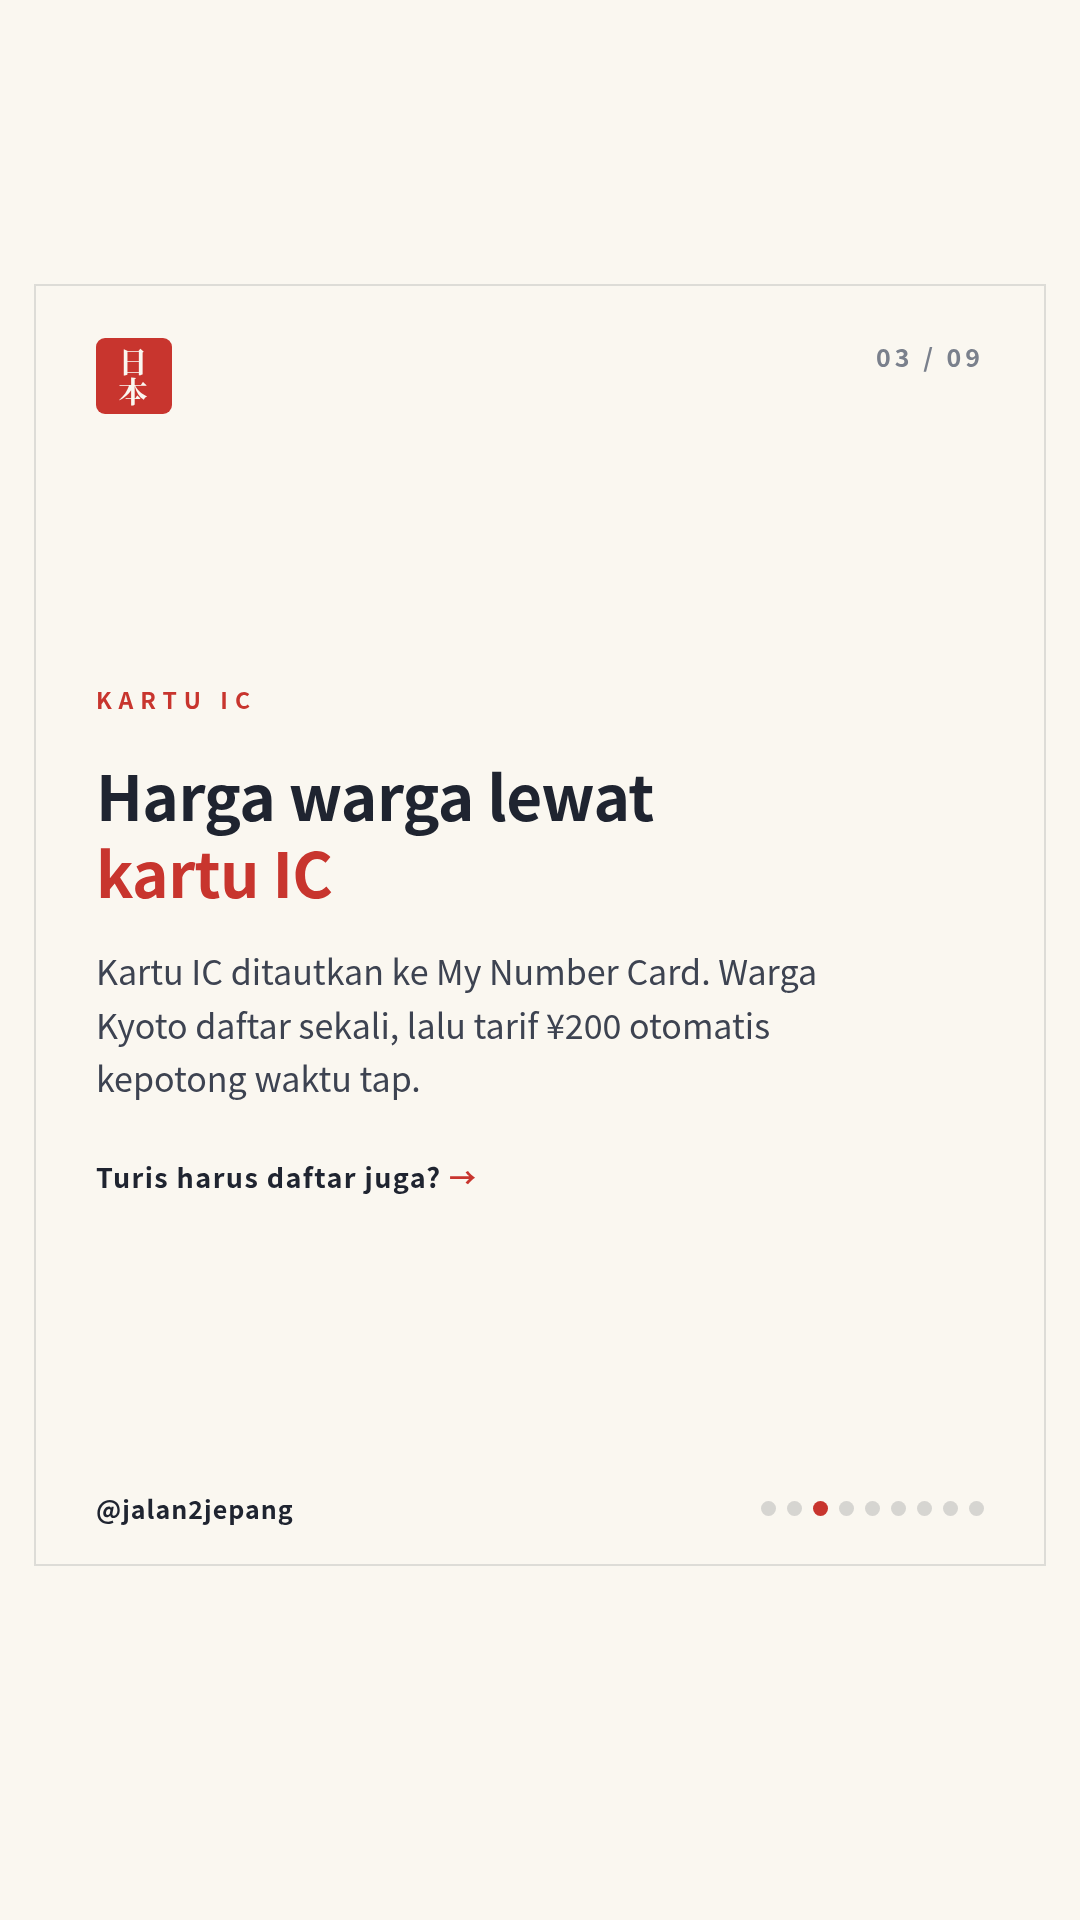 日本
03 / 09
KARTU IC
Harga warga lewat
kartu IC
Kartu IC ditautkan ke My Number Card. Warga
Kyoto daftar sekali, lalu tarif ¥200 otomatis
kepotong waktu tap.
Turis harus daftar juga? →
@jalan2jepang